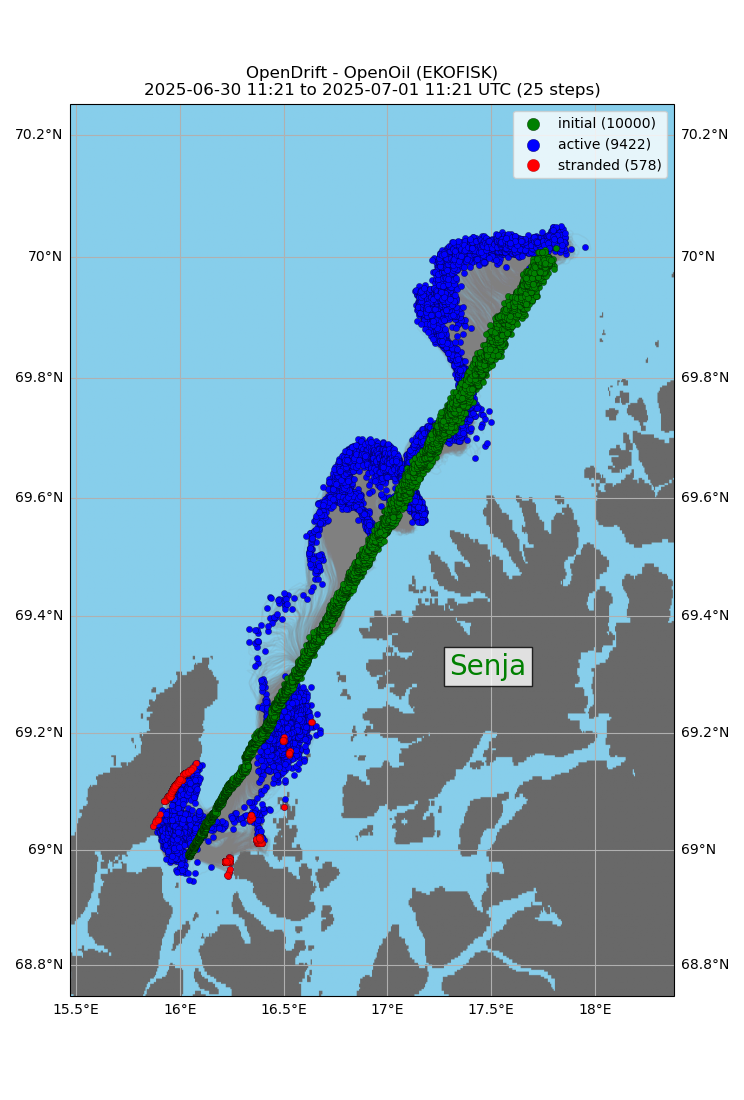 OpenDrift - OpenOil (EKOFISK)
2025-06-30 11:21 to 2025-07-01 11:21 UTC (25 steps)
initial (10000)
active (9422)
stranded (578)
70.2°N 70.2°N
70°N 70°N
69.8°N 69.8°N
69.6°N 69.6°N
69.4°N 69.4°N
Senja
69.2°N 69.2°N
69°N 69°N
68.8°N 68.8°N
15.5°E 16°E 16.5°E 17°E 17.5°E 18°E